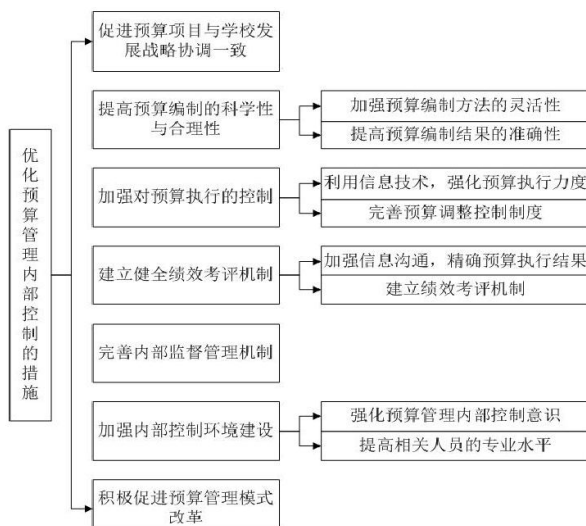 促进预算项目与学校发
展战略协调一致
提高预算编制的科学性
与合理性
加强预算编制方法的灵活性
提高预算编制结果的准确性
优化预算管理内部控制的措施
加强对预算执行的控制
利用信息技术，强化预算执行力度
完善预算调整控制制度
建立健全绩效考评机制
加强信息沟通，精确预算执行结果
建立绩效考评机制
完善内部监督管理机制
加强内部控制环境建设
强化预算管理内部控制意识
提高相关人员的专业水平
积极促进预算管理模式
改革